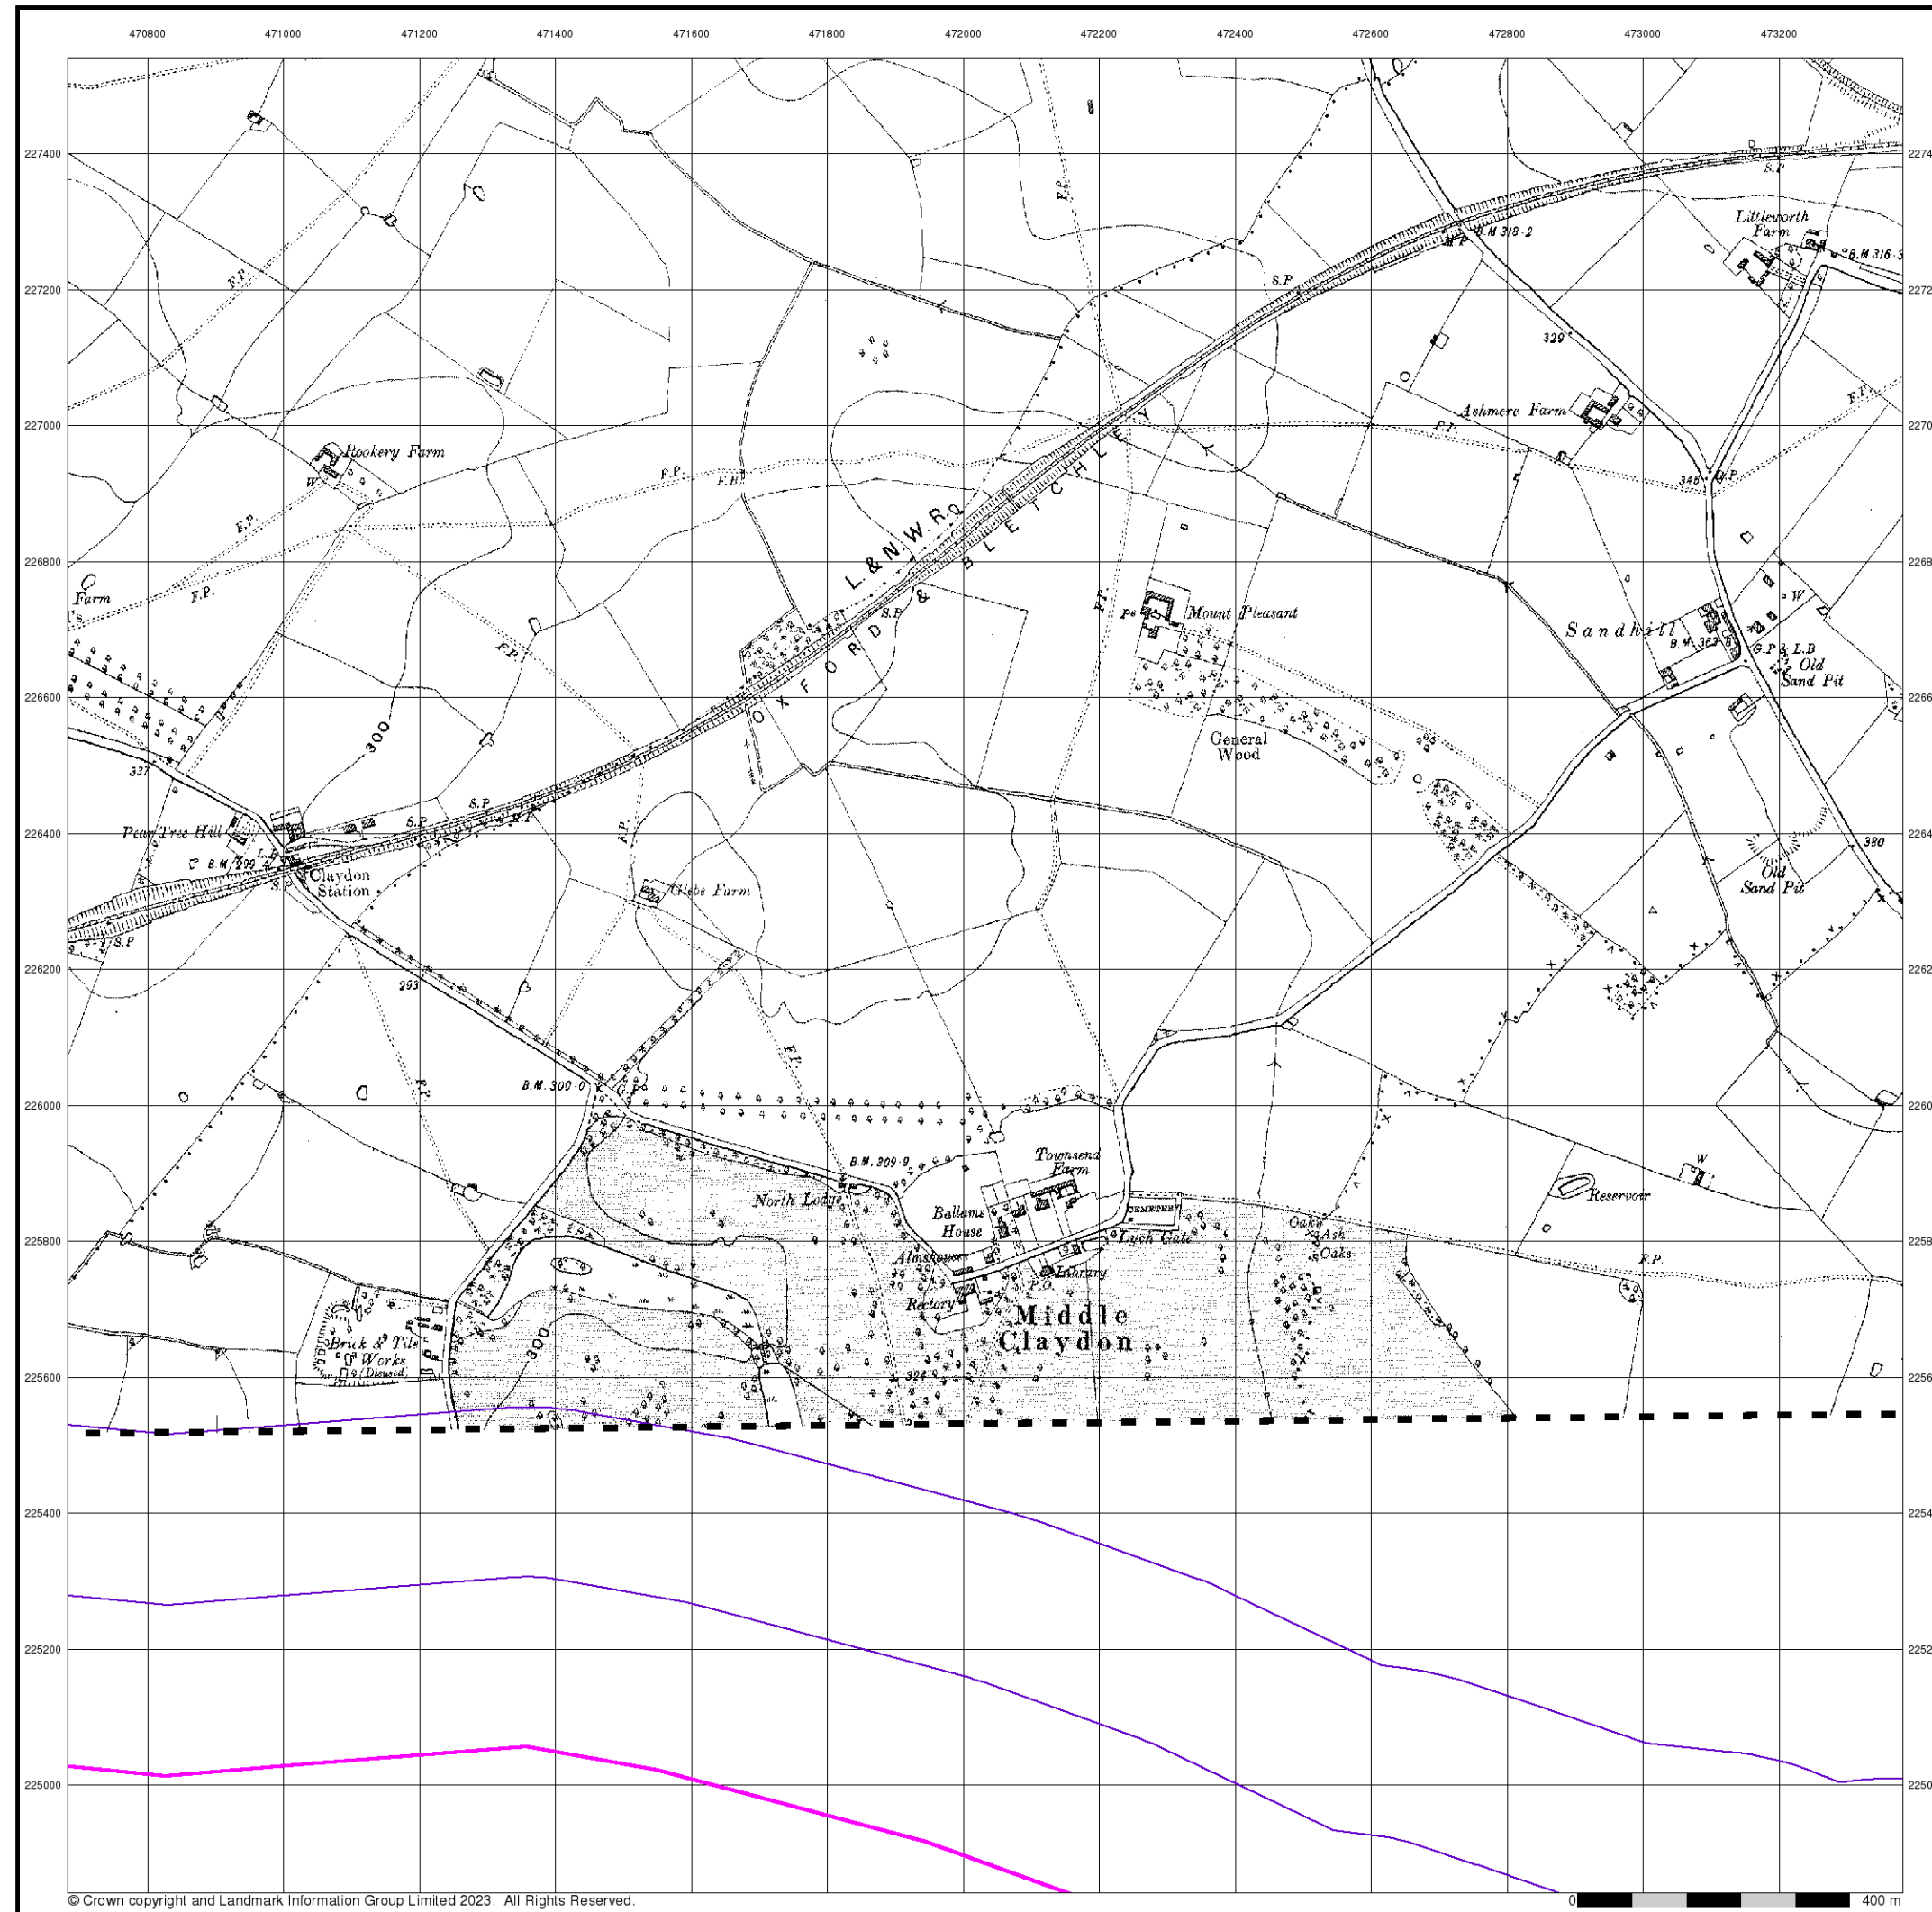 470800 471000 471200 471400 471600 471800 472000 472200 472400 472600 472800 473000 473200
227400
S.P
Littleworth
Farm
B.M 318·2
M.P
B.M 316·3
F.P.
F.P.
S.P.
227200
329
F.P.
Ashmere Farm
F.P.
227000
Rookery Farm
W
F.P.
F.P.
F.B.
346
G.P.
L. & N. W. R.
OXFORD & BLETCHLEY
226800
F.P.
Farm
F.P.
S.P
F.P.
Ps
Mount Pleasant
W
Sandhill
B.M. 363·8
G.P & L.B
Old
Sand Pit
F.P.
226600
300
General
Wood
337
S.P
S.P
S.P
Pear Tree Hill
226400
L.B
B.M. 299
S.P
Claydon
Station
F.P.
Glebe Farm
380
Old
Sand Pit
S.P
226200
293
F.P.
F.P.
B.M. 300·0
G.P
226000
B.M. 309·9
Townsend
Farm
W
Reservoir
North Lodge
Ballams
House
CEMETERY
Lych Gate
Oaks
Ash
Oaks
225800
Almshouses
Library
P.O.
F.P.
Rectory
Middle
Claydon
300
Brick & Tile
Works
(Disused)
324
F.P.
225600
225400
225200
225000
© Crown copyright and Landmark Information Group Limited 2023. All Rights Reserved.
0 400 m